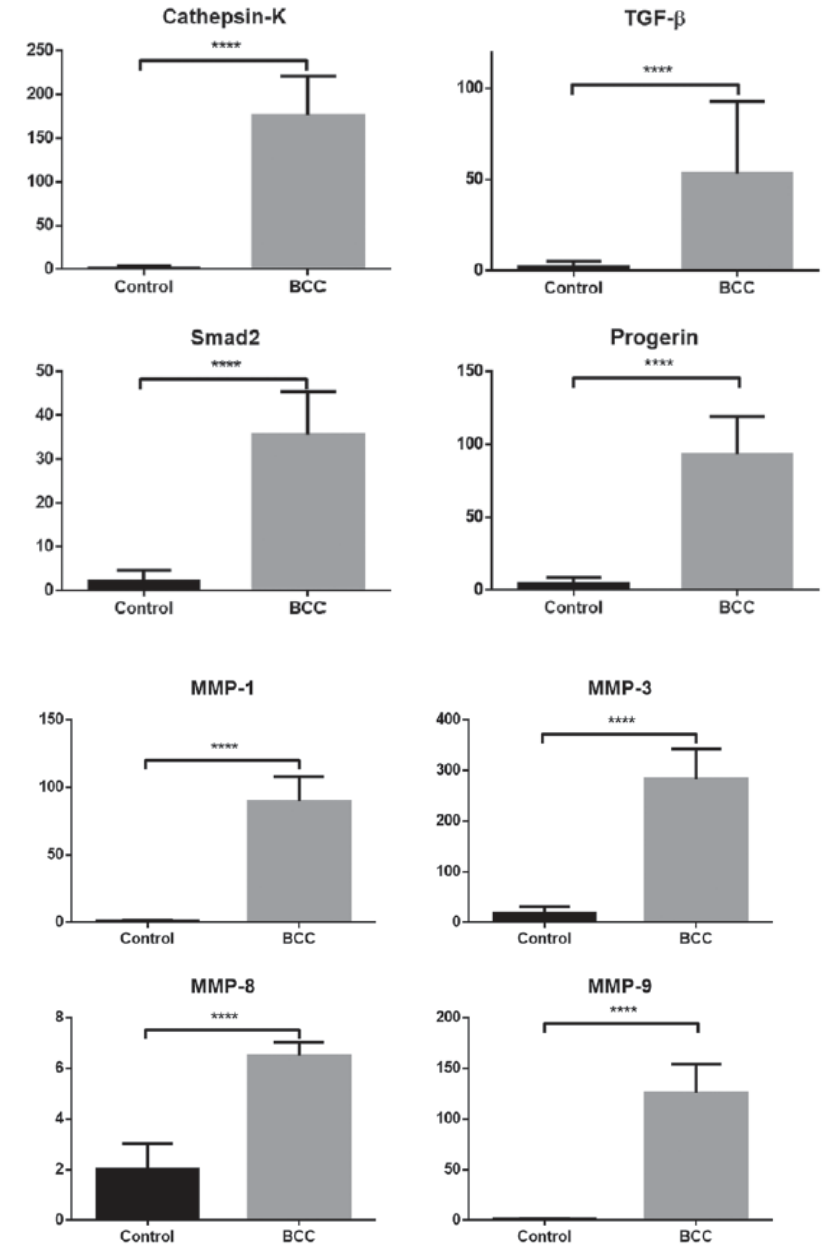 Cathepsin-K
****
250
200
150
100
50
0
Control BCC
TGF-β
****
100
50
0
Control BCC
Smad2
****
50
40
30
20
10
0
Control BCC
Progerin
****
150
100
50
0
Control BCC
MMP-1
****
150
100
50
0
Control BCC
MMP-3
****
400
300
200
100
0
Control BCC
MMP-8
****
8
6
4
2
0
Control BCC
MMP-9
****
200
150
100
50
0
Control BCC